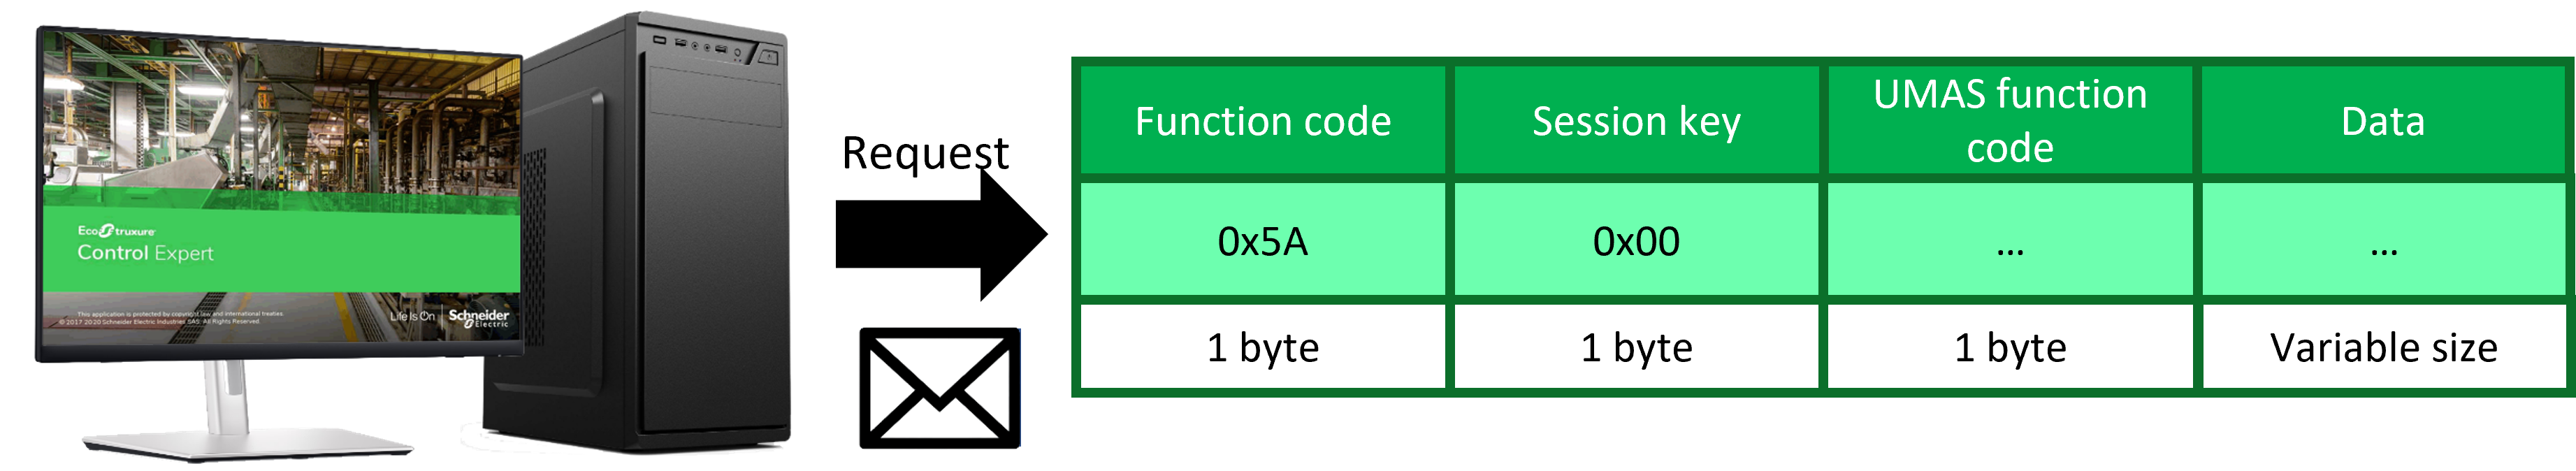 EcoStruxure
Control Expert
This application is protected by copyright law and international treaties.
© 2017 2020 Schneider Electric Industries SAS. All Rights Reserved.
Life Is On
Schneider
Electric
Request
Function code
Session key
UMAS function
code
Data
0x5A
0x00
...
...
1 byte
1 byte
1 byte
Variable size